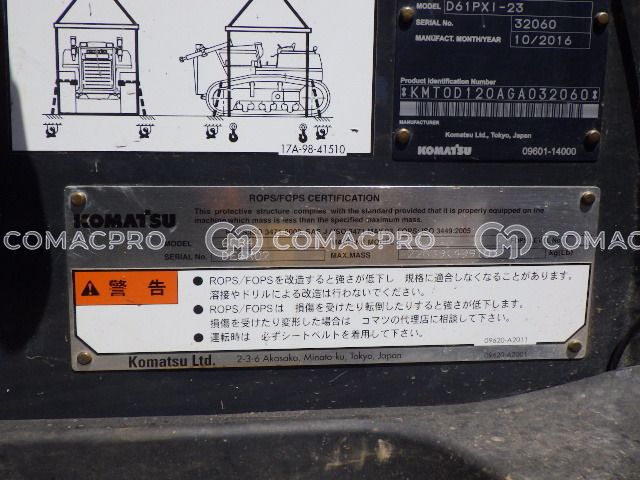 MODEL D61PXI-23
SERIAL No. 32060
MANUFACT. MONTH/YEAR 10/2016
Product Identification Number
*KMT0D120AGA032060*
MANUFACTURER
Komatsu Ltd., Tokyo, Japan
KOMATSU 09601-14000
17A-98-41510
ROPS/FOPS CERTIFICATION
This protective structure complies with the standard provided that it is properly equipped on the
machine which mass is less than the specified maximum mass.
KOMATSU
ISO 3449:2005
MODEL
SERIAL NO.
MAX.MASS
kg(Lb)
COMACPRO COMACPRO COMACPRO
警告
● ROPS/FOPSを改造すると強さが低下し 規格に適合しなくなることがあります。
溶接やドリルによる改造は行わないでください。
● ROPS/FOPSは 損傷を受けたり転倒したりすると強さが低下します。
損傷を受けたり変形した場合は コマツの代理店に相談して下さい。
● 運転時は 必ずシートベルトを着用して下さい。
09620-A2011
Komatsu Ltd. 2-3-6 Akasaka, Minato-ku, Tokyo, Japan 09620-A2001